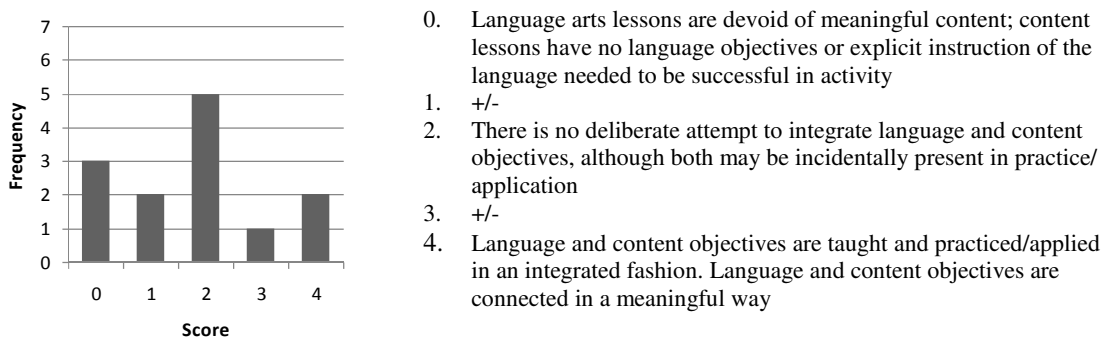 7
6
5
4
3
2
1
0
Frequency
0 1 2 3 4
Score
0. Language arts lessons are devoid of meaningful content; content
lessons have no language objectives or explicit instruction of the
language needed to be successful in activity
1. +/-
2. There is no deliberate attempt to integrate language and content
objectives, although both may be incidentally present in practice/
application
3. +/-
4. Language and content objectives are taught and practiced/applied
in an integrated fashion. Language and content objectives are
connected in a meaningful way